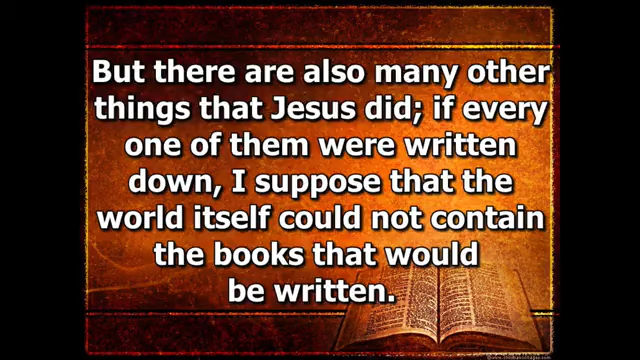 But there are also many other
things that Jesus did; if every
one of them were written
down, I suppose that the
world itself could not contain
the books that would
be written.